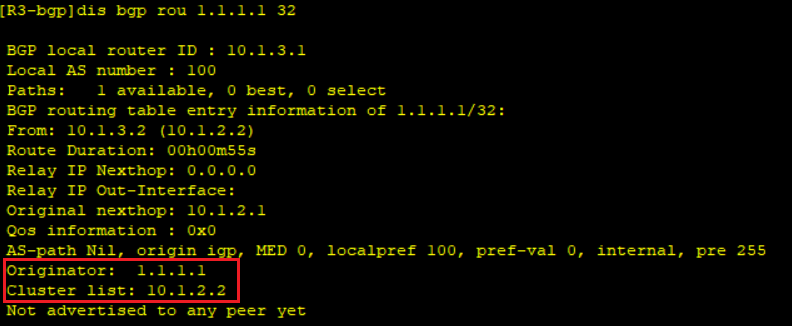 [R3-bgp]dis bgp rou 1.1.1.1 32
BGP local router ID : 10.1.3.1
Local AS number : 100
Paths:   1 available, 0 best, 0 select
BGP routing table entry information of 1.1.1.1/32:
From: 10.1.3.2 (10.1.2.2)
Route Duration: 00h00m55s
Relay IP Nexthop: 0.0.0.0
Relay IP Out-Interface:
Original nexthop: 10.1.2.1
Qos information : 0x0
AS-path Nil, origin igp, MED 0, localpref 100, pref-val 0, internal, pre 255
Originator:  1.1.1.1
Cluster list: 10.1.2.2
Not advertised to any peer yet